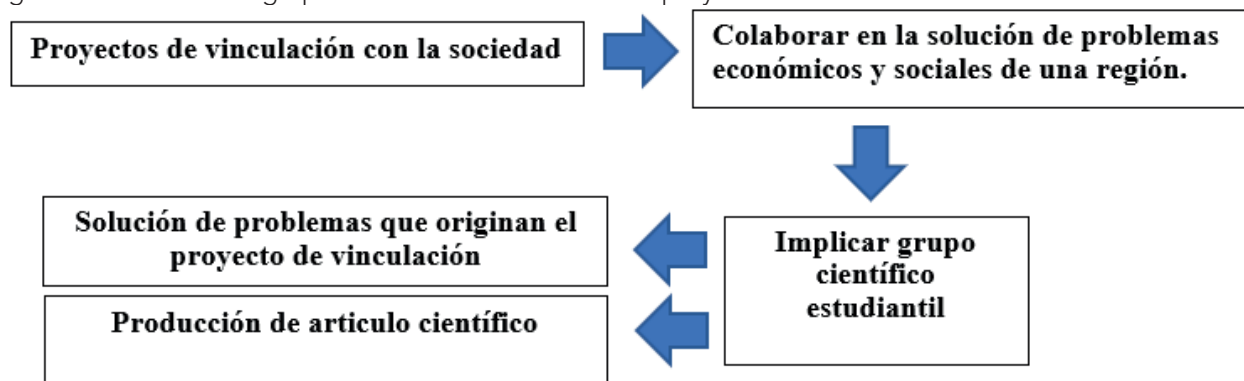 Proyectos de vinculación con la sociedad
Colaborar en la solución de problemas
económicos y sociales de una región.
Implicar grupo
científico
estudiantil
Solución de problemas que originan el
proyecto de vinculación
Producción de articulo científico